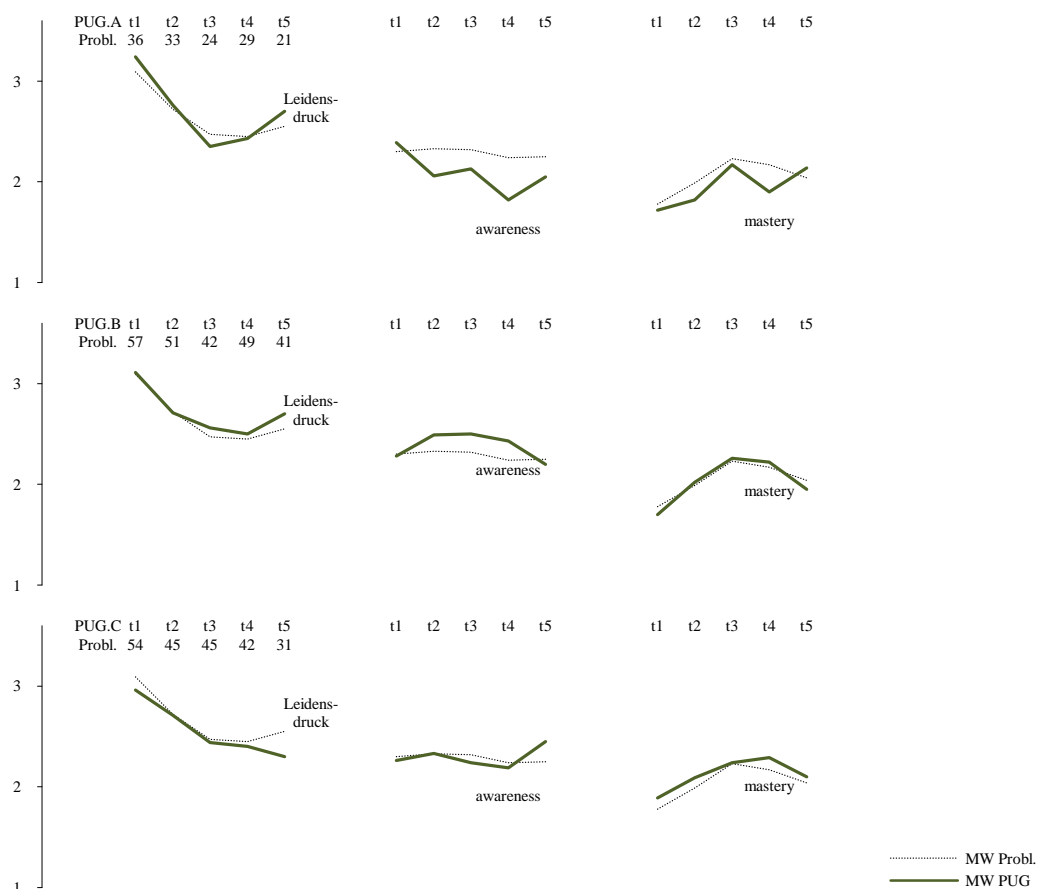 PUG.A t1 t2 t3 t4 t5 t1 t2 t3 t4 t5 t1 t2 t3 t4 t5
Probl. 36 33 24 29 21
3
Leidens-
druck
2
awareness
mastery
1
PUG.B t1 t2 t3 t4 t5 t1 t2 t3 t4 t5 t1 t2 t3 t4 t5
Probl. 57 51 42 49 41
3
Leidens-
druck
awareness
2
mastery
1
PUG.C t1 t2 t3 t4 t5 t1 t2 t3 t4 t5 t1 t2 t3 t4 t5
Probl. 54 45 45 42 31
3
Leidens-
druck
2
awareness
mastery
MW Probl.
MW PUG
1